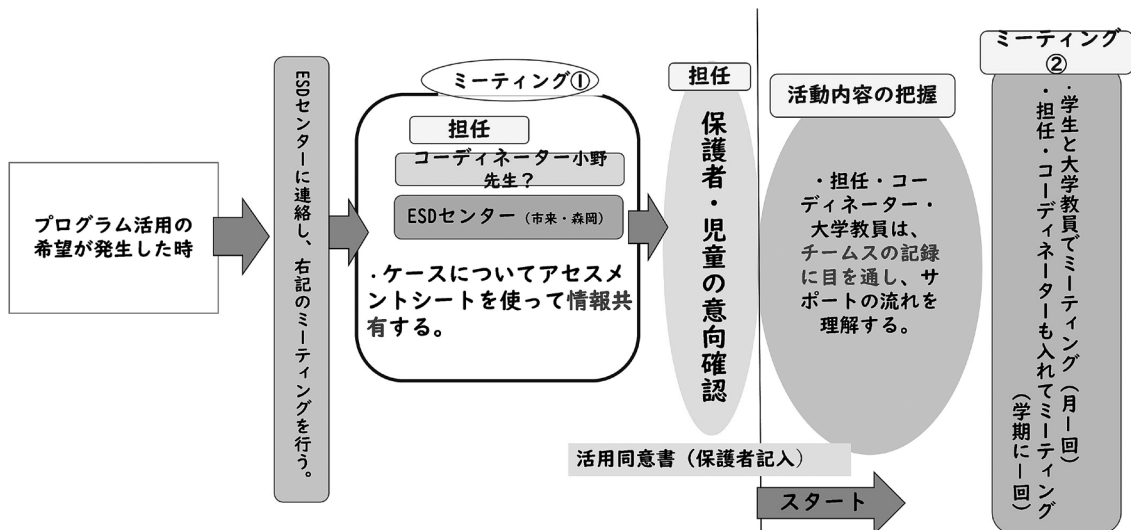 プログラム活用の
希望が発生した時
ESDセンターに連絡し、右記のミーティングを行う。
ミーティング①
担任
コーディネーター小野
先生？
ESDセンター（市来・森岡）
・ケースについてアセスメ
ントシートを使って情報共
有する。
担任
保護者・児童の意向確認
活用同意書（保護者記入）
活動内容の把握
・担任・コー
ディネーター・
大学教員は、
チームスの記録
に目を通し、サ
ポートの流れを
理解する。
スタート
ミーティング
②
・学生と大学教員でミーティング（月一回）
・担任・コーディネーターも入れてミーティング
（学期に一回）